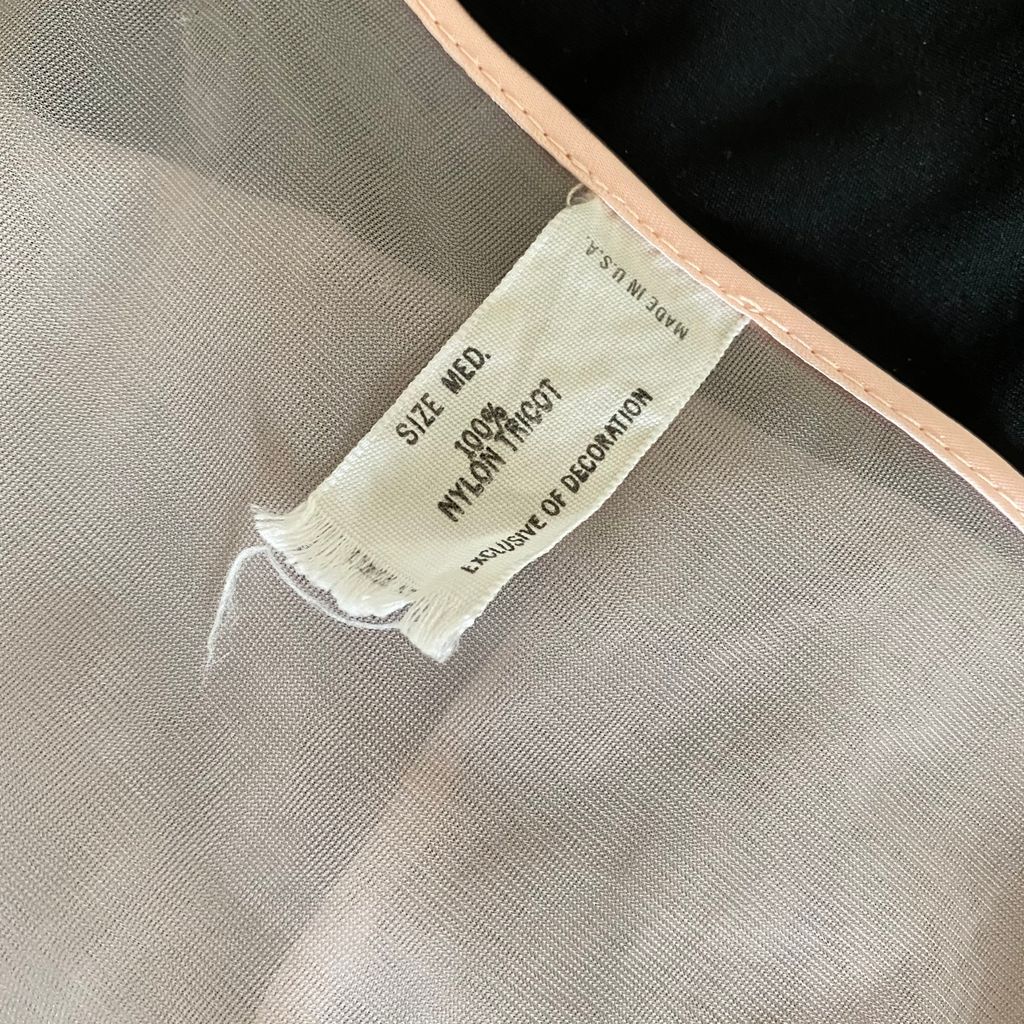 SIZE MED.
100%
NYLON TRICOT
EXCLUSIVE OF DECORATION
MADE IN U.S.A.